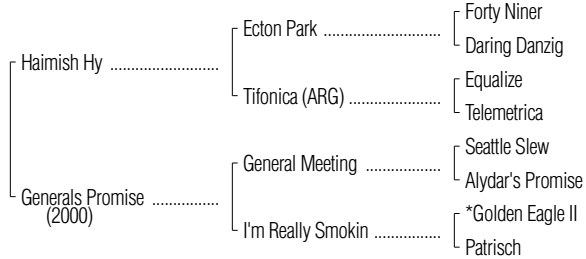 Forty Niner
Ecton Park ...........................
Daring Danzig
Haimish Hy .........................
Equalize
Tifonica (ARG) ......................
Telemetrica
Seattle Slew
General Meeting .................
Alydar's Promise
Generals Promise ...............
(2000)
*Golden Eagle II
I'm Really Smokin ...............
Patrisch